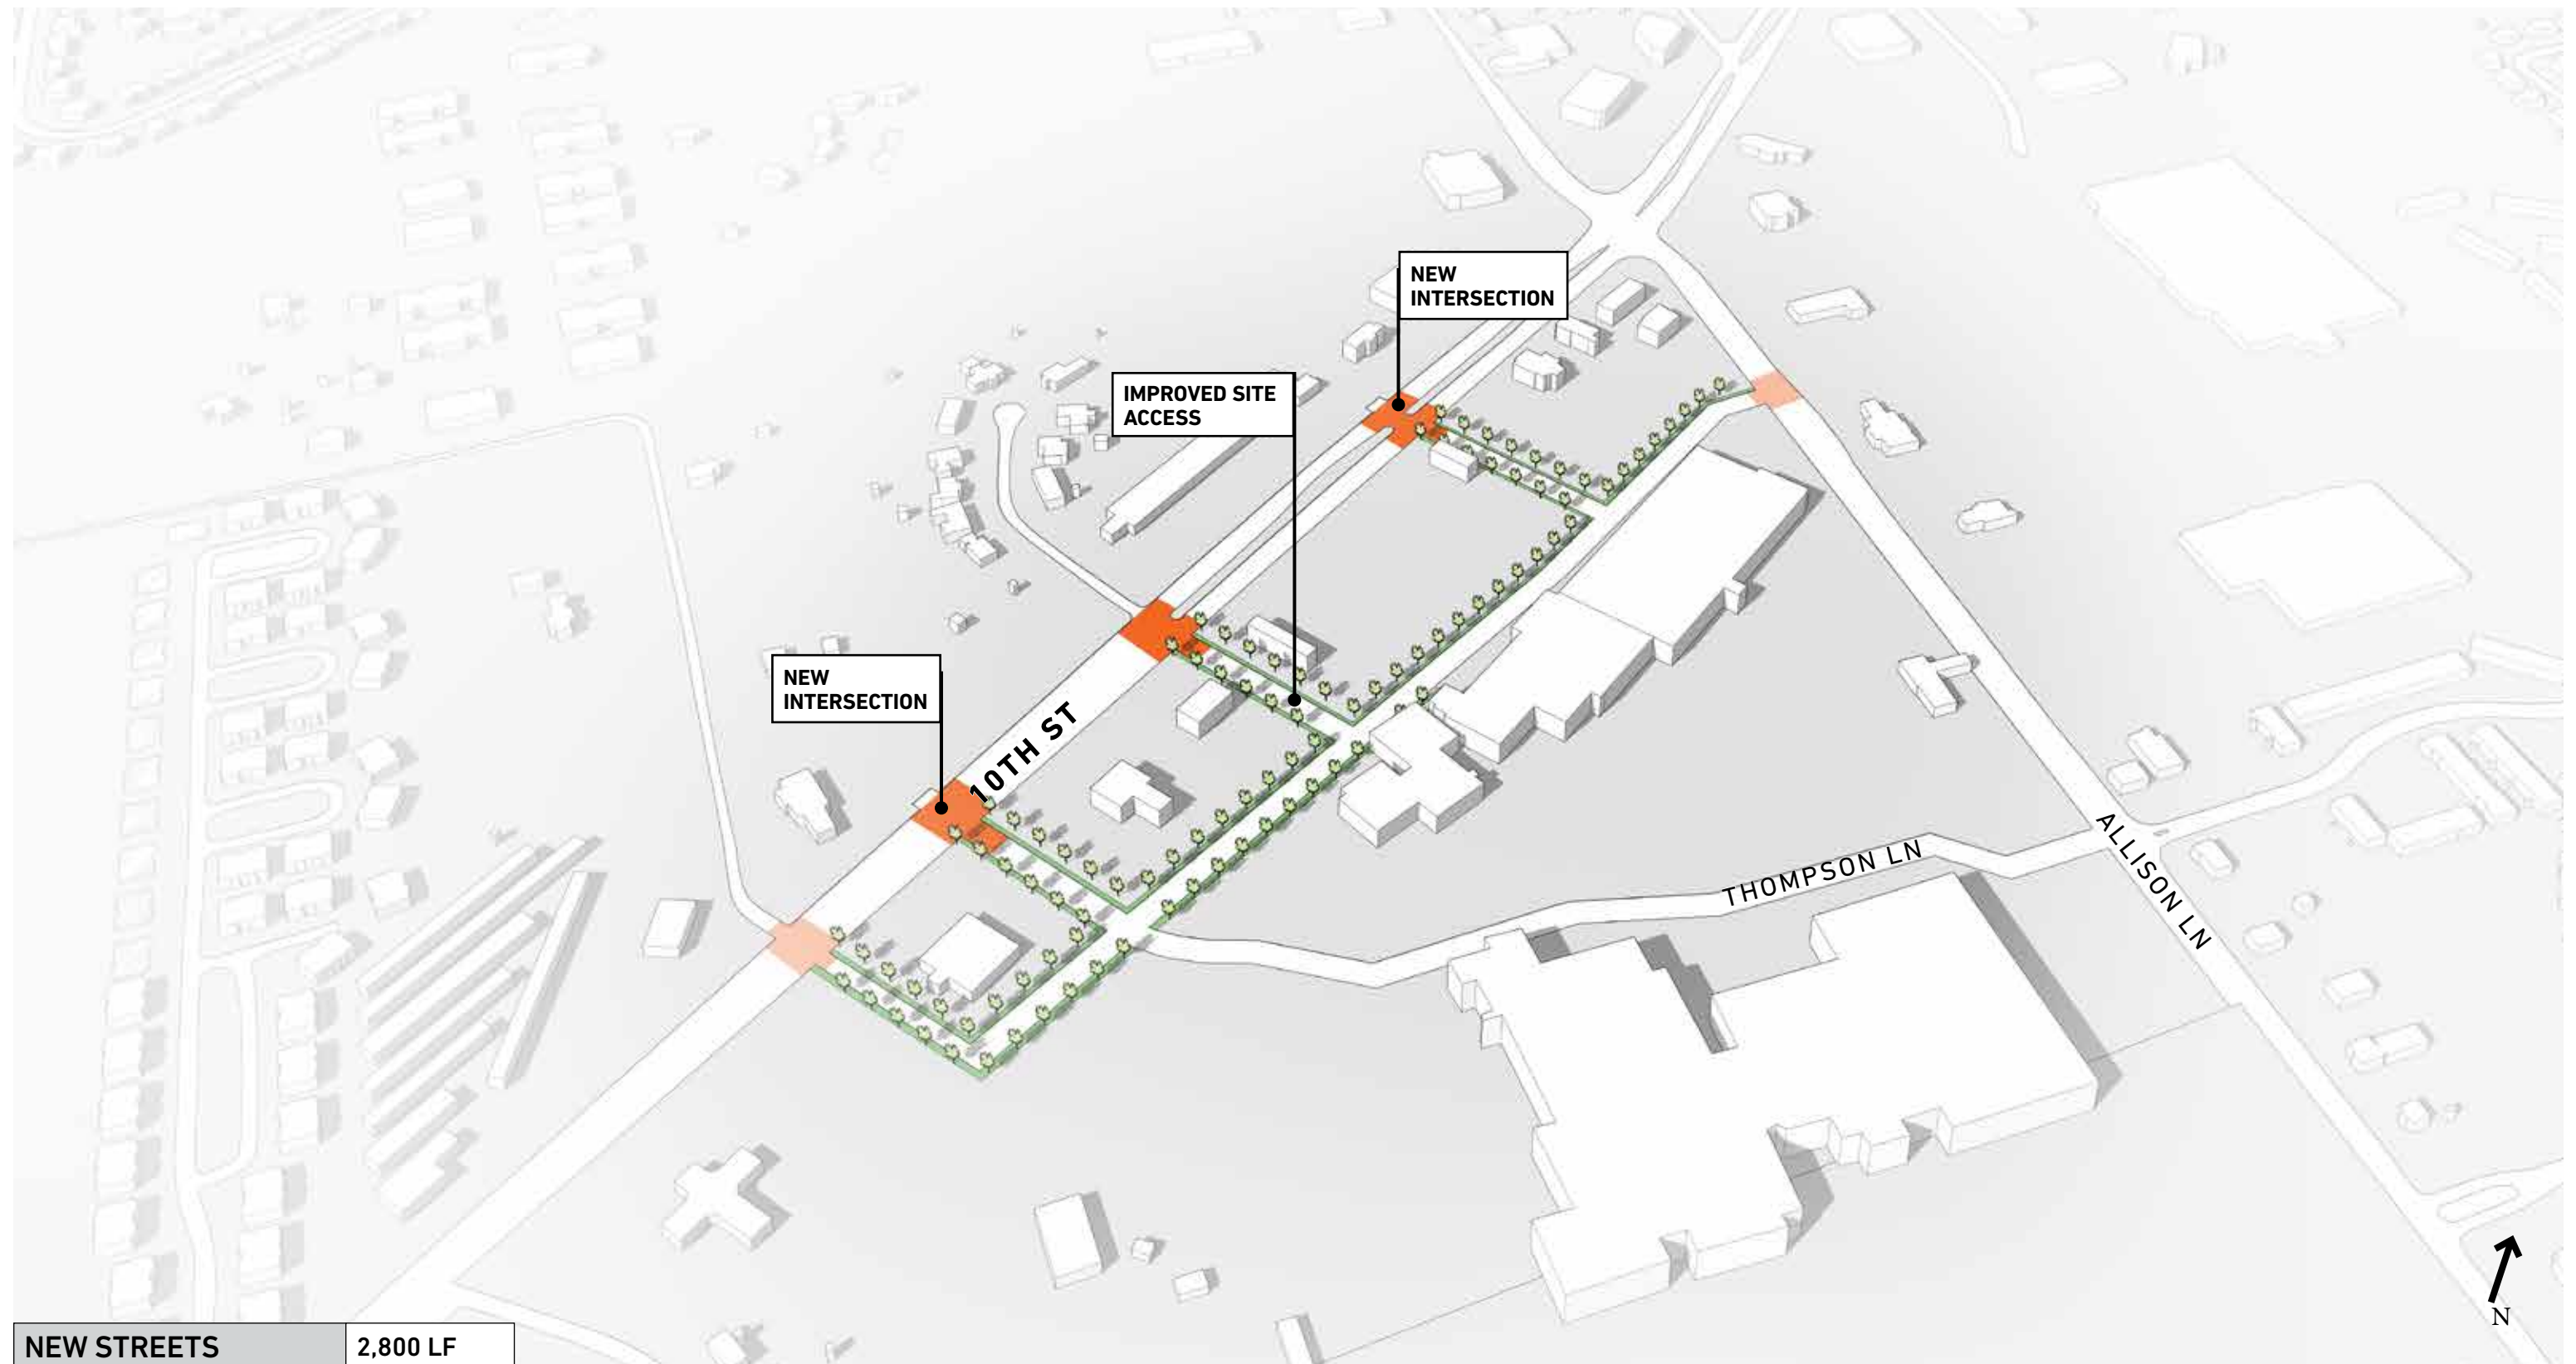 NEW
INTERSECTION
IMPROVED SITE
ACCESS
NEW
INTERSECTION
10TH ST
THOMPSON LN
ALLISON LN
N
NEW STREETS
2,800 LF